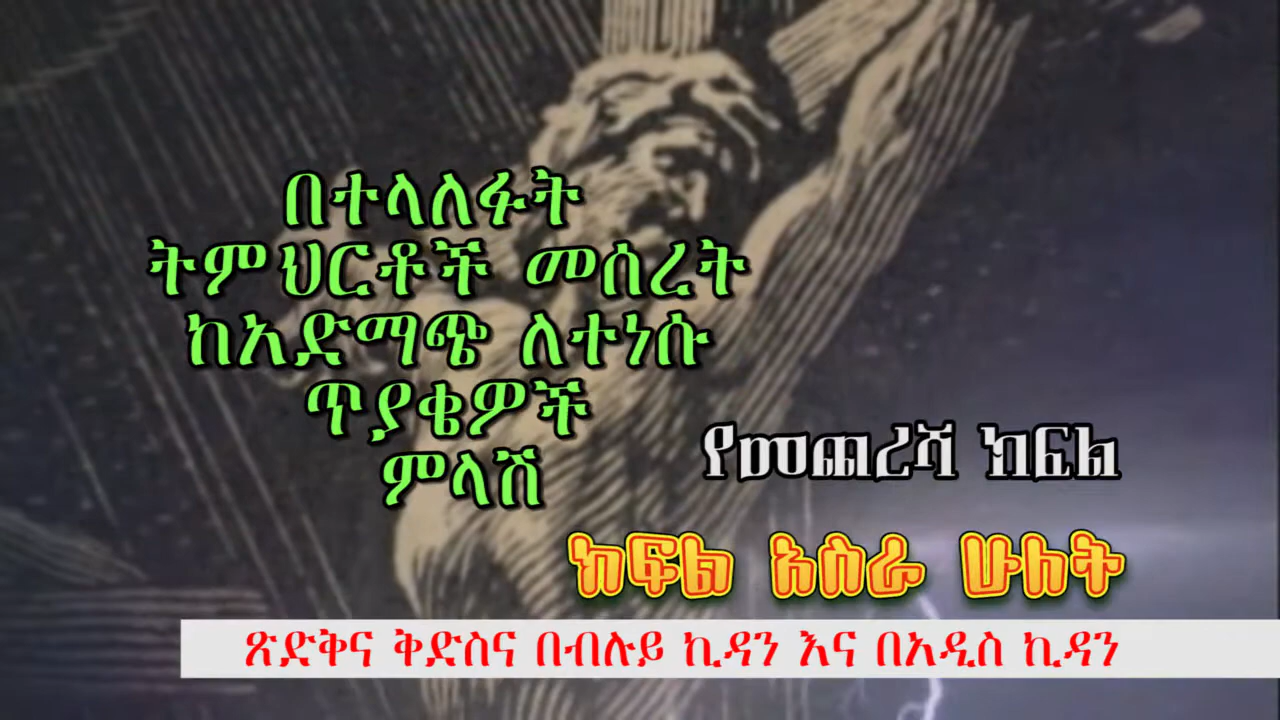 በተላለፉት
ትምህርቶች መሰረት
ከአድማጭ ለተነሱ
ጥያቄዎች
ምላሽ
የመጨረሻ ክፍል
ክፍል አስራ ሁለት
ጽድቅና ቅድስና በብሉይ ኪዳን እና በአዲስ ኪዳን